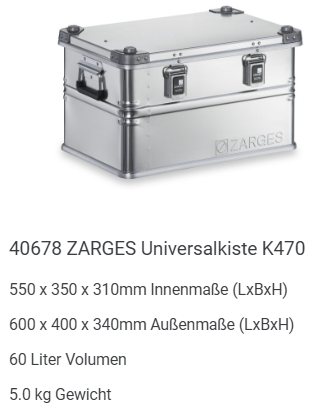 ZARGES
40678 ZARGES Universalkiste K470
550 x 350 x 310mm Innenmaße (LxBxH)
600 x 400 x 340mm Außenmaße (LxBxH)
60 Liter Volumen
5.0 kg Gewicht